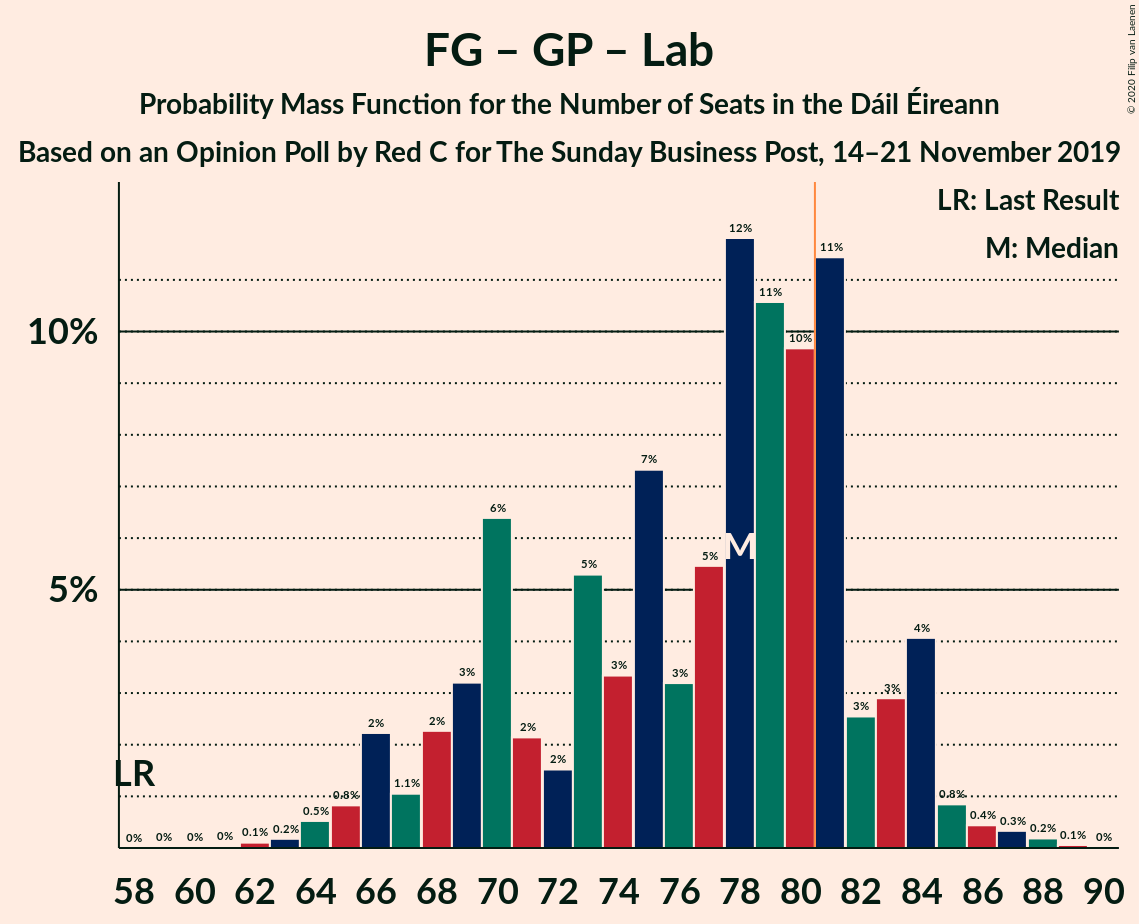 FG – GP – Lab
Probability Mass Function for the Number of Seats in the Dáil Éireann
Based on an Opinion Poll by Red C for The Sunday Business Post, 14–21 November 2019
© 2020 Filip van Laenen
LR: Last Result
M: Median
10%
5%
LR
M
0% 0% 0% 0% 0.1% 0.2% 0.5% 0.8% 2% 1.1% 2% 3% 6% 2% 2% 5% 3% 7% 3% 5% 12% 11% 10% 11% 3% 3% 4% 0.8% 0.4% 0.3% 0.2% 0.1% 0%
58 60 62 64 66 68 70 72 74 76 78 80 82 84 86 88 90